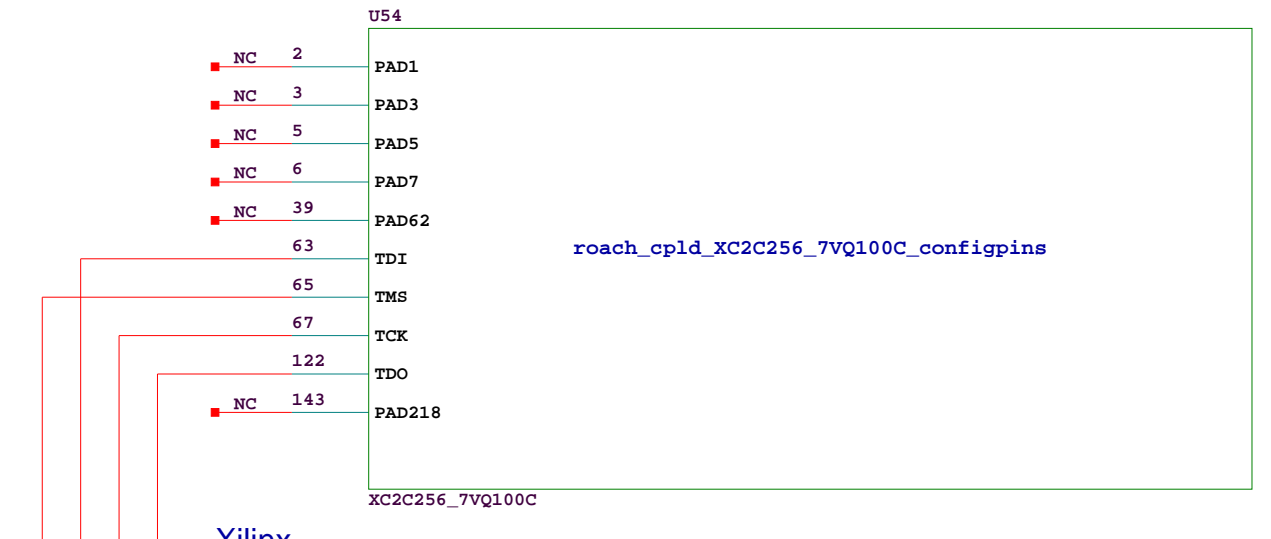 U54
NC 2 PAD1
NC 3 PAD3
NC 5 PAD5
NC 6 PAD7
NC 39 PAD62
63 TDI
roach_cpld_XC2C256_7VQ100C_configpins
65 TMS
67 TCK
122 TDO
NC 143 PAD218
XC2C256_7VQ100C
Xilinx